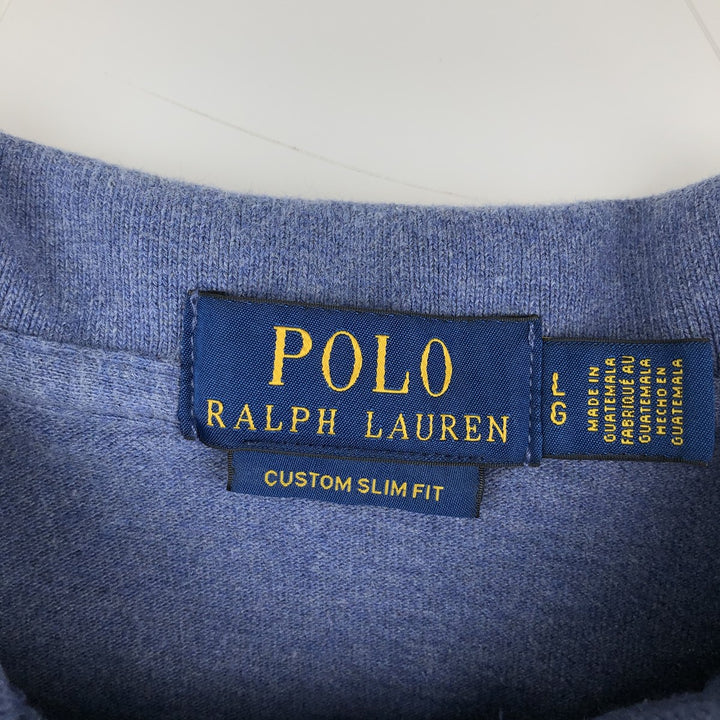 POLO
RALPH LAUREN
CUSTOM SLIM FIT
L
G
MADE IN
GUATEMALA
FABRIQUÉ AU
GUATEMALA
HECHO EN
GUATEMALA